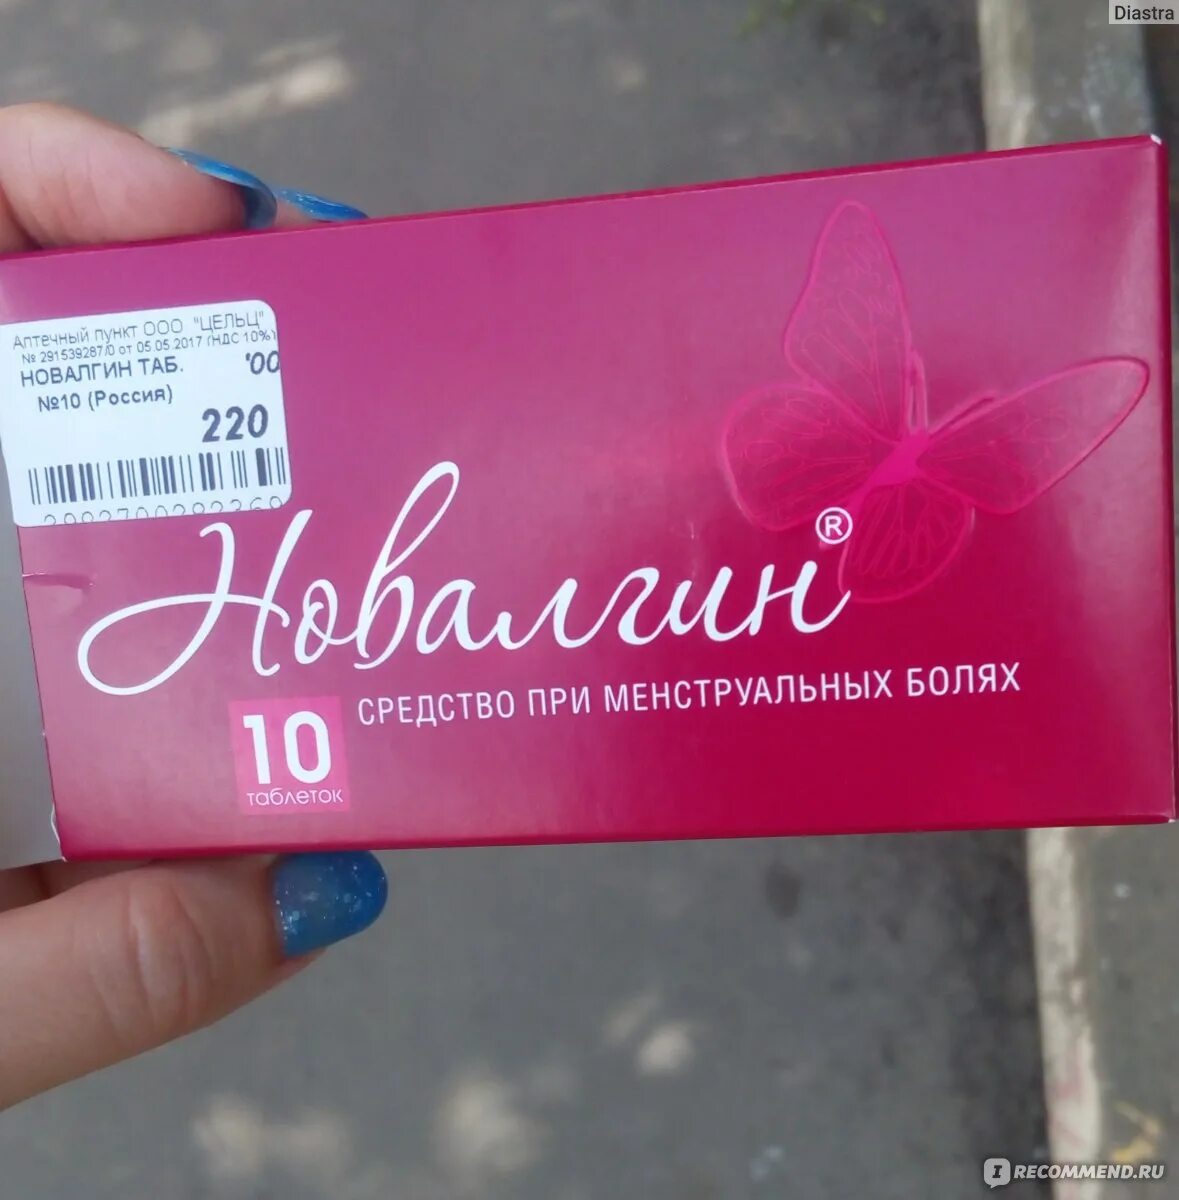 Diastra
Аптечный пункт ООО "ЦЕЛЬЦ"
№ 291539287/0 от 05.05.2017 (НДС 10%)
НОВАЛГИН ТАБ. '00
№10 (Россия)
220
Новалгин®
СРЕДСТВО ПРИ МЕНСТРУАЛЬНЫХ БОЛЯХ
10
таблеток
IRECOMMEND.RU